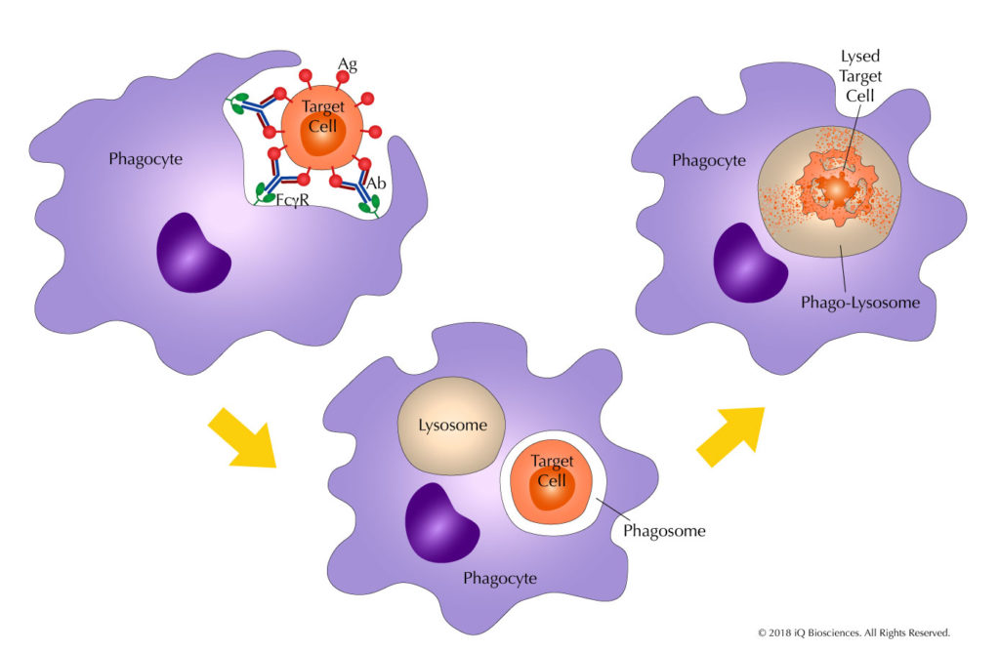 Ag
Target
Cell
Phagocyte
Ab
FcγR
Lysosome
Target
Cell
Phagosome
Phagocyte
Lysed
Target
Cell
Phagocyte
Phago-Lysosome
© 2018 iQ Biosciences. All Rights Reserved.